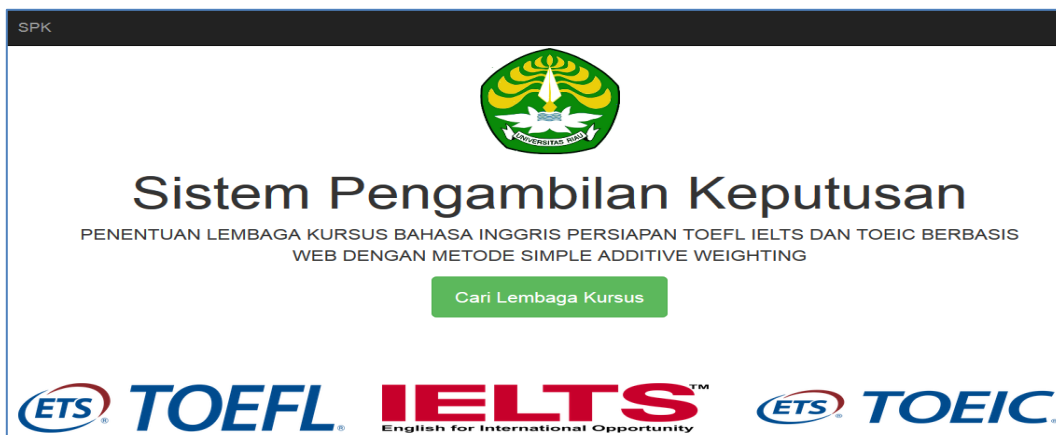 SPK
UNIVERSITAS RIAU
Sistem Pengambilan Keputusan
PENENTUAN LEMBAGA KURSUS BAHASA INGGRIS PERSIAPAN TOEFL IELTS DAN TOEIC BERBASIS
WEB DENGAN METODE SIMPLE ADDITIVE WEIGHTING
Cari Lembaga Kursus
ETS® TOEFL® IELTS™ ETS® TOEIC®
English for International Opportunity